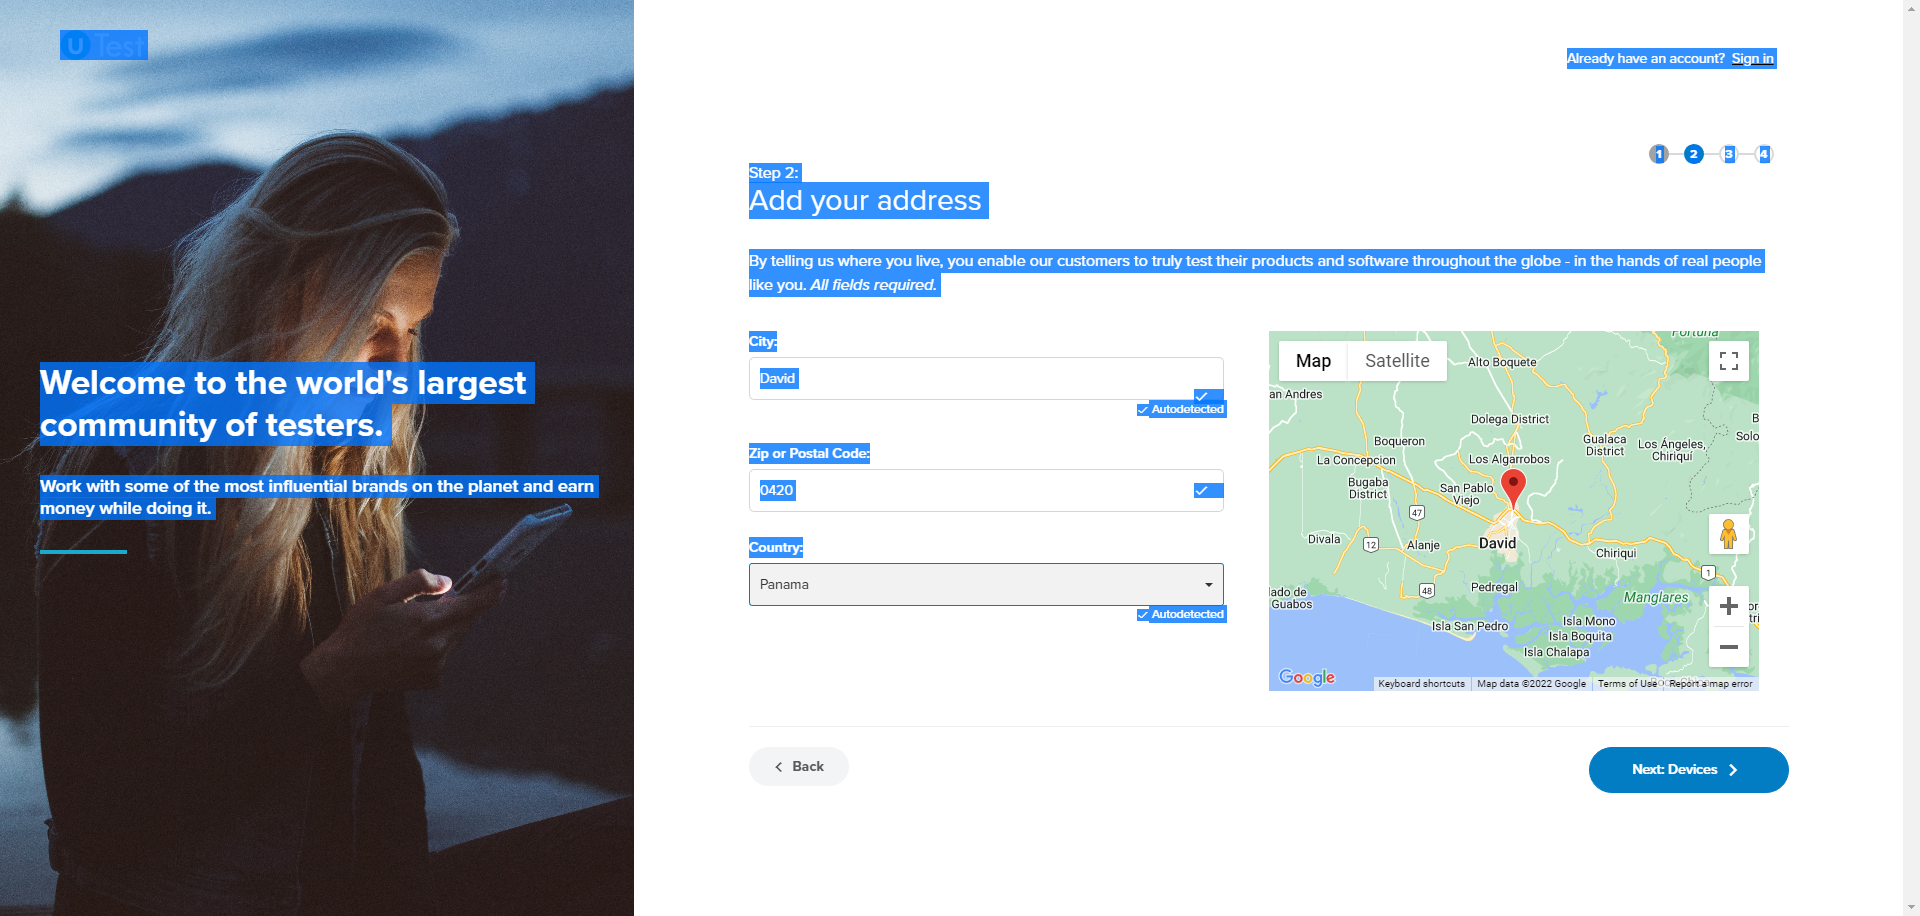 U Test
Already have an account? Sign in
1 2 3 4
Step 2:
Add your address
By telling us where you live, you enable our customers to truly test their products and software throughout the globe - in the hands of real people
like you. All fields required.
Welcome to the world's largest
community of testers.
Work with some of the most influential brands on the planet and earn
money while doing it.
City:
David
Autodetected
Zip or Postal Code:
0420
Country:
Panama
Autodetected
Fortuna
Map Satellite
Alto Boquete
an Andres
Dolega District
B
Solo
Boqueron
Gualaca
District
Los Ángeles,
Chiriquí
La Concepcion
Los Algarrobos
Bugaba
District
San Pablo
Viejo
47
Divala
12
Alanje
David
Chiriqui
1
48
Pedregal
lado de
Guabos
Manglares
or
tri
Isla San Pedro
Isla Mono
Isla Boquita
Isla Chalapa
Google
Keyboard shortcuts Map data ©2022 Google Terms of Use Report a map error
Back
Next: Devices